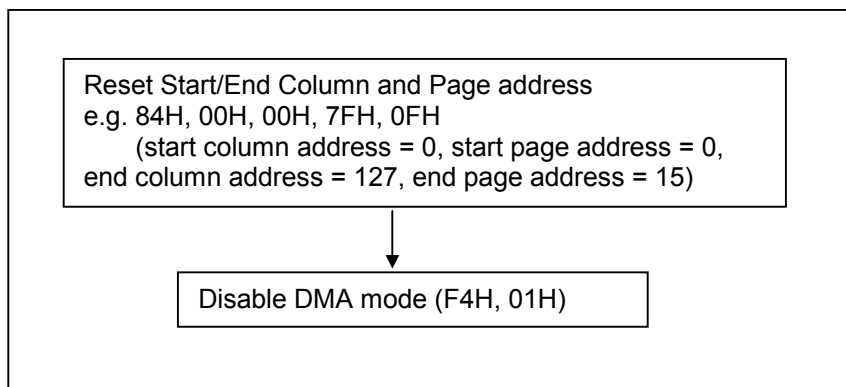 Reset Start/End Column and Page address
e.g. 84H, 00H, 00H, 7FH, 0FH
(start column address = 0, start page address = 0,
end column address = 127, end page address = 15)
Disable DMA mode (F4H, 01H)